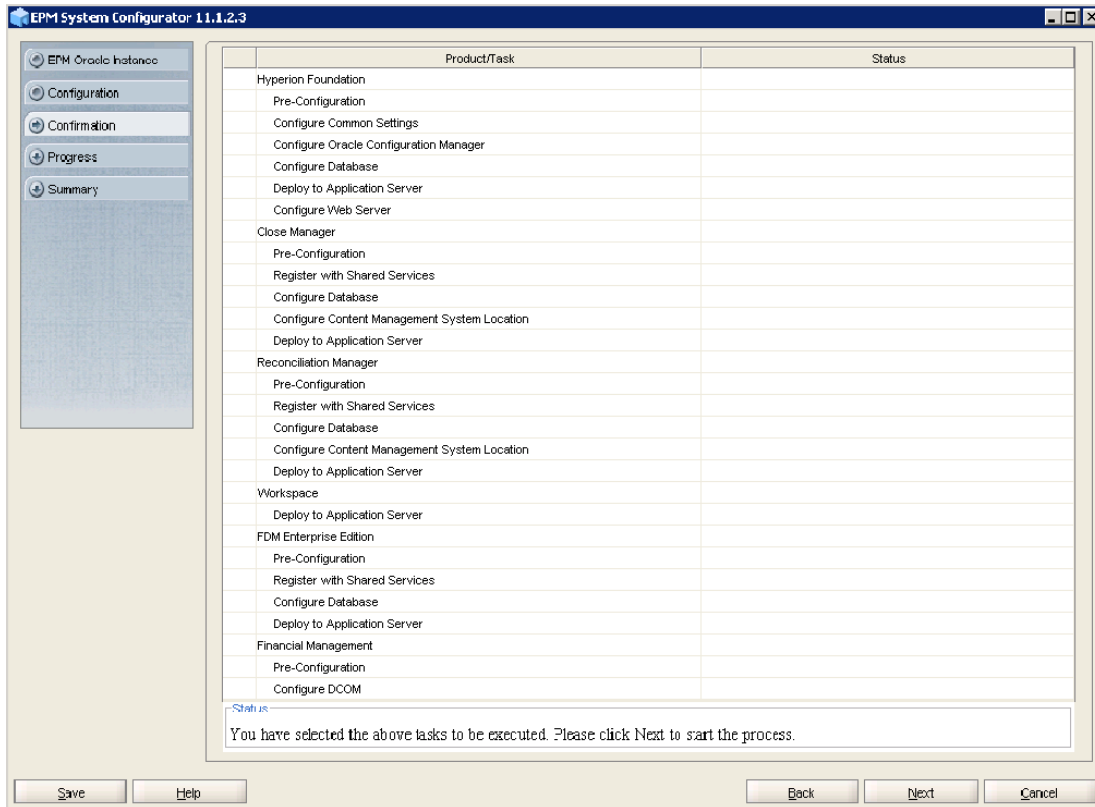 EPM System Configurator 11.1.2.3
EPM Oracle Instance
Configuration
Confirmation
Progress
Summary
Product/Task Status
Hyperion Foundation
Pre-Configuration
Configure Common Settings
Configure Oracle Configuration Manager
Configure Database
Deploy to Application Server
Configure Web Server
Close Manager
Pre-Configuration
Register with Shared Services
Configure Database
Configure Content Management System Location
Deploy to Application Server
Reconciliation Manager
Pre-Configuration
Register with Shared Services
Configure Database
Configure Content Management System Location
Deploy to Application Server
Workspace
Deploy to Application Server
FDM Enterprise Edition
Pre-Configuration
Register with Shared Services
Configure Database
Deploy to Application Server
Financial Management
Pre-Configuration
Configure DCOM
Status
You have selected the above tasks to be executed. Please click Next to start the process.
Save Help Back Next Cancel